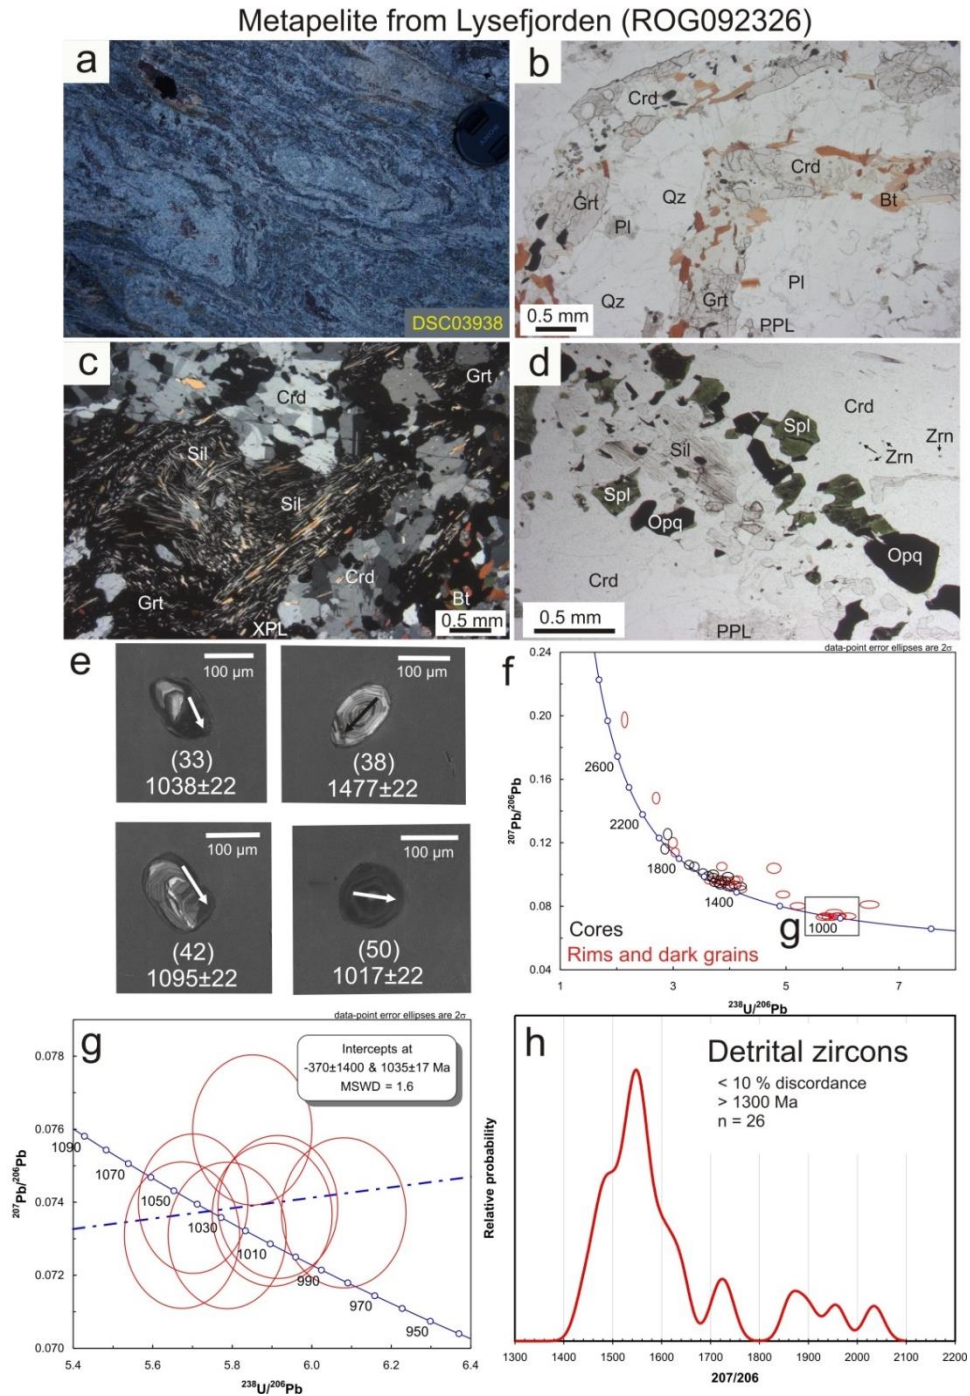 Metapelite from Lysefjorden (ROG092326)
a
DSC03938
b
Crd
Crd
Grt
Qz
Bt
Pl
Pl
Qz
Grt
0.5 mm
PPL
c
Grt
Crd
Sil
Sil
Crd
Grt
Bt
XPL
0.5 mm
d
Crd
Spl
Zrn
Sil
Zrn
Spl
Opq
Opq
Crd
0.5 mm
PPL
e
100 µm
(33)
1038±22
100 µm
(38)
1477±22
100 µm
(42)
1095±22
100 µm
(50)
1017±22
f
data-point error ellipses are 2σ
0.24
0.20
0.16
0.12
0.08
0.04
207Pb/206Pb
2600
2200
1800
1400
1000
g
Cores
Rims and dark grains
1 3 5 7
238U/206Pb
g
data-point error ellipses are 2σ
Intercepts at
-370±1400 & 1035±17 Ma
MSWD = 1.6
0.078
0.076
0.074
0.072
0.070
207Pb/206Pb
1090
1070
1050
1030
1010
990
970
950
5.4 5.6 5.8 6.0 6.2 6.4
238U/206Pb
h
Detrital zircons
< 10 % discordance
> 1300 Ma
n = 26
Relative probability
1300 1400 1500 1600 1700 1800 1900 2000 2100 2200
207/206